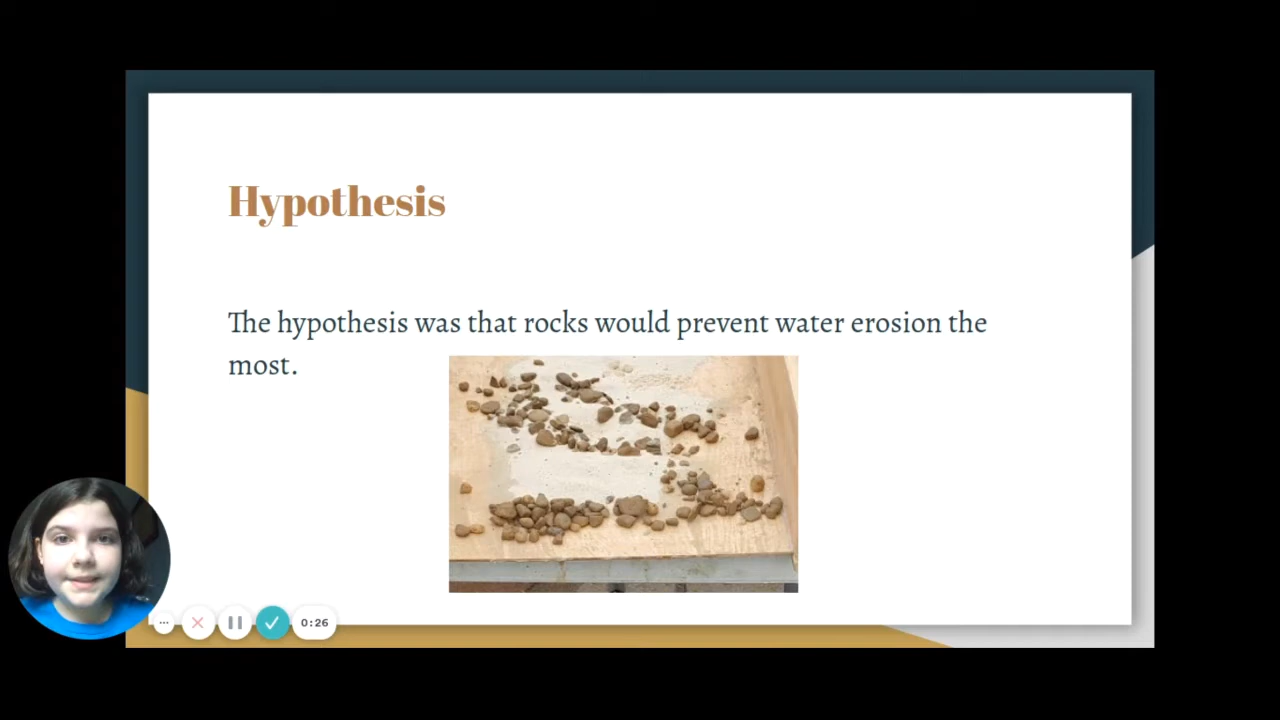 Hypothesis
The hypothesis was that rocks would prevent water erosion the
most.
0:26